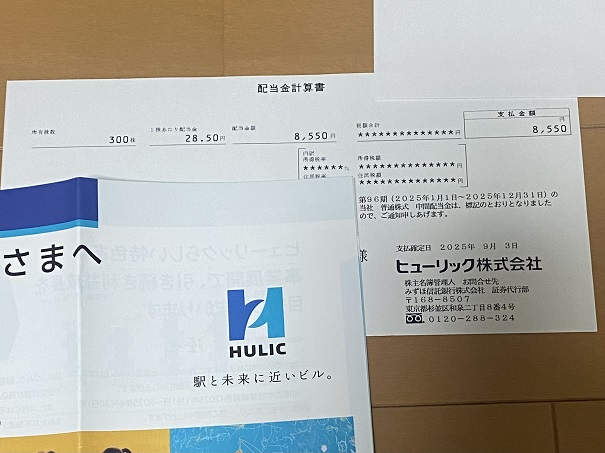 配当金計算書
所有株数
300株
1株あたり配当金
28.50円
配当金額
8,550円
税額合計
*************円
支払金額
円
8,550
内訳
所得税率
******%
住民税率
所得税額
*************円
住民税額
*************円
第96期（2025年1月1日～2025年12月31日）の
当社 普通株式 中間配当金は、標記のとおりとなりました
ので、ご通知申しあげます。
様
支払確定日 2025年 9月 3日
ヒューリック株式会社
株主名簿管理人 お問合せ先
みずほ信託銀行株式会社 証券代行部
〒168-8507
東京都杉並区和泉二丁目8番4号
0120-288-324
さまへ
HULIC
駅と未来に近いビル。